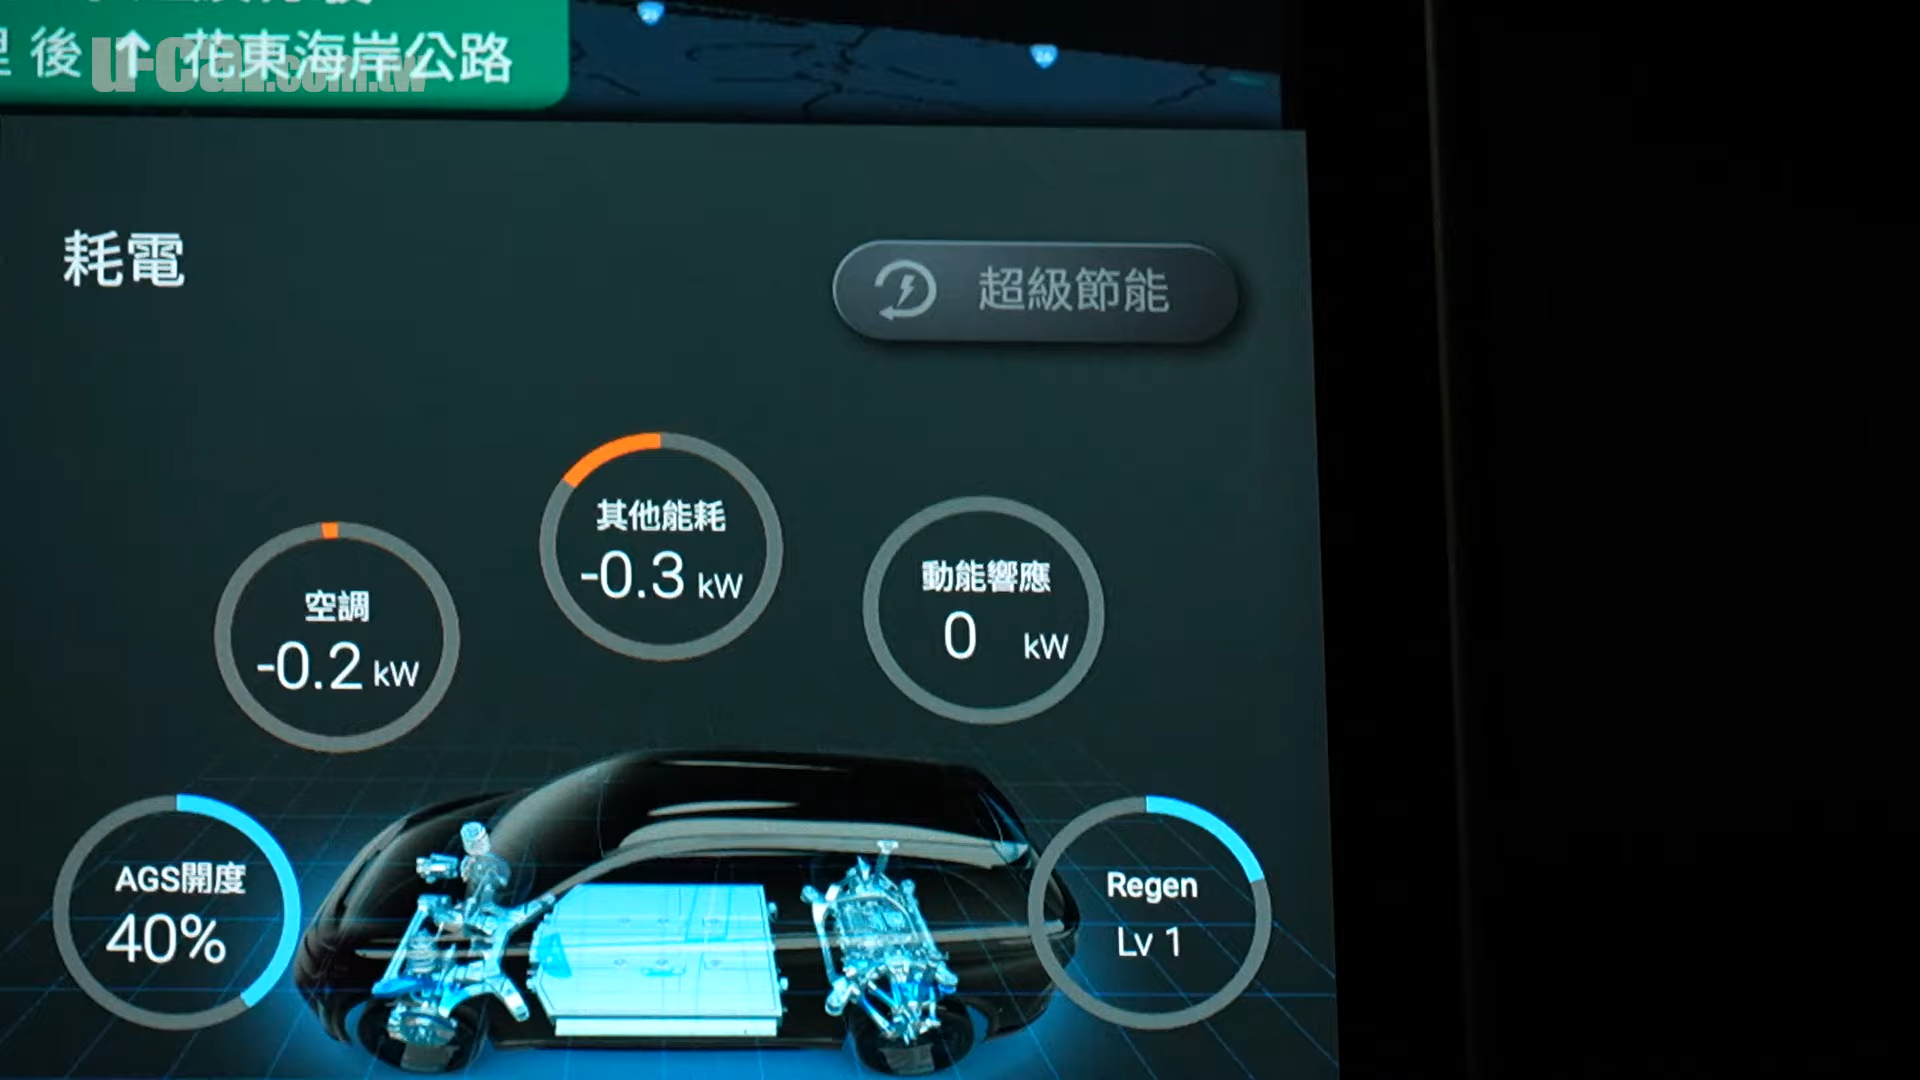 後 ↑ 花東海岸公路
u-car.com.tw
耗電
超級節能
其他能耗
-0.3 kW
動能響應
0 kW
空調
-0.2 kW
AGS開度
40%
Regen
Lv 1